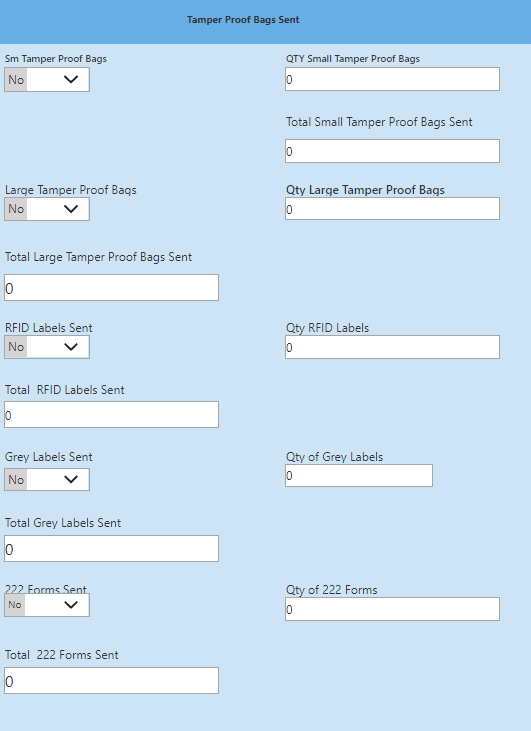 Tamper Proof Bags Sent
Sm Tamper Proof Bags
QTY Small Tamper Proof Bags
No
0
Total Small Tamper Proof Bags Sent
0
Large Tamper Proof Bags
Qty Large Tamper Proof Bags
No
0
Total Large Tamper Proof Bags Sent
0
RFID Labels Sent
Qty RFID Labels
No
0
Total RFID Labels Sent
0
Grey Labels Sent
Qty of Grey Labels
No
0
Total Grey Labels Sent
0
222 Forms Sent
Qty of 222 Forms
No
0
Total 222 Forms Sent
0